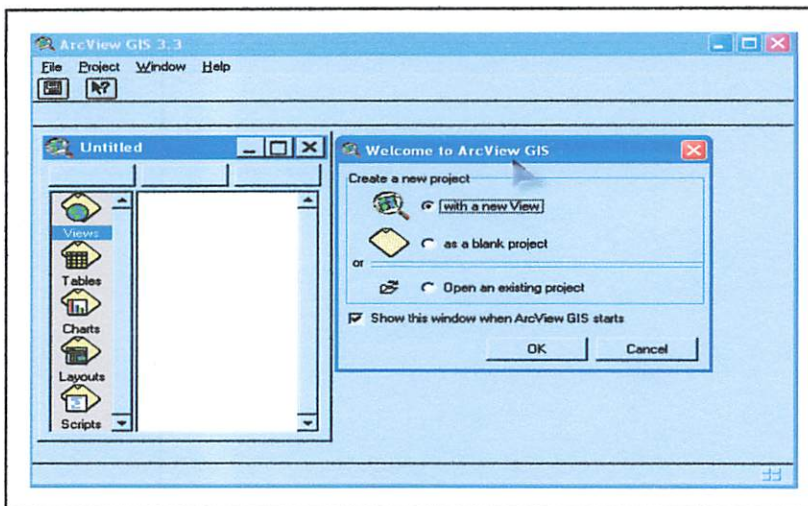 ArcView GIS 3.3
File Project Window Help
Untitled
Views
Tables
Charts
Layouts
Scripts
Welcome to ArcView GIS
Create a new project
with a new View
as a blank project
or
Open an existing project
Show this window when ArcView GIS starts
OK Cancel